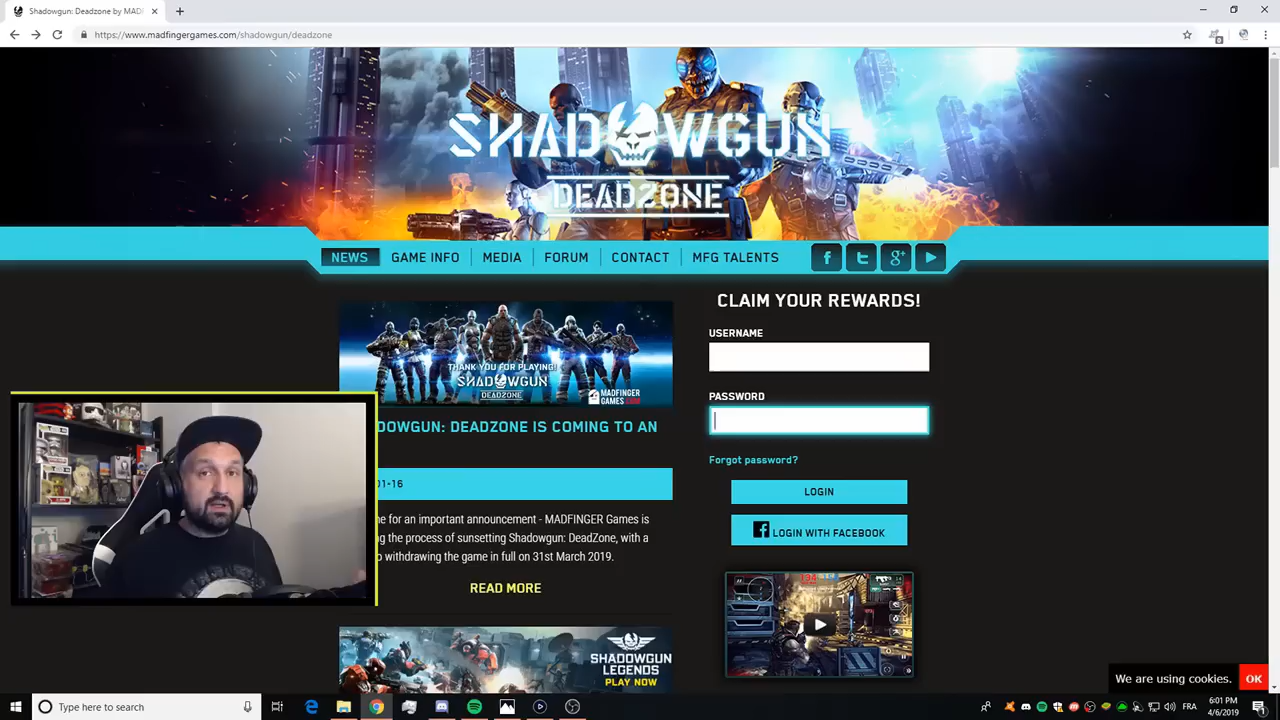 Shadowgun: Deadzone by MADF
https://www.madfingergames.com/shadowgun/deadzone
SHADOWGUN
DEADZONE
NEWS
GAME INFO
MEDIA
FORUM
CONTACT
MFG TALENTS
THANK YOU FOR PLAYING!
SHADOWGUN
DEADZONE
MADFINGER
GAMES.COM
DOWGUN: DEADZONE IS COMING TO AN
01-16
me for an important announcement - MADFINGER Games is
ng the process of sunsetting Shadowgun: DeadZone, with a
o withdrawing the game in full on 31st March 2019.
READ MORE
SHADOWGUN
LEGENDS
PLAY NOW
CLAIM YOUR REWARDS!
USERNAME
PASSWORD
Forgot password?
LOGIN
LOGIN WITH FACEBOOK
We are using cookies.
OK
Type here to search
FRA
6:01 PM
4/6/2019